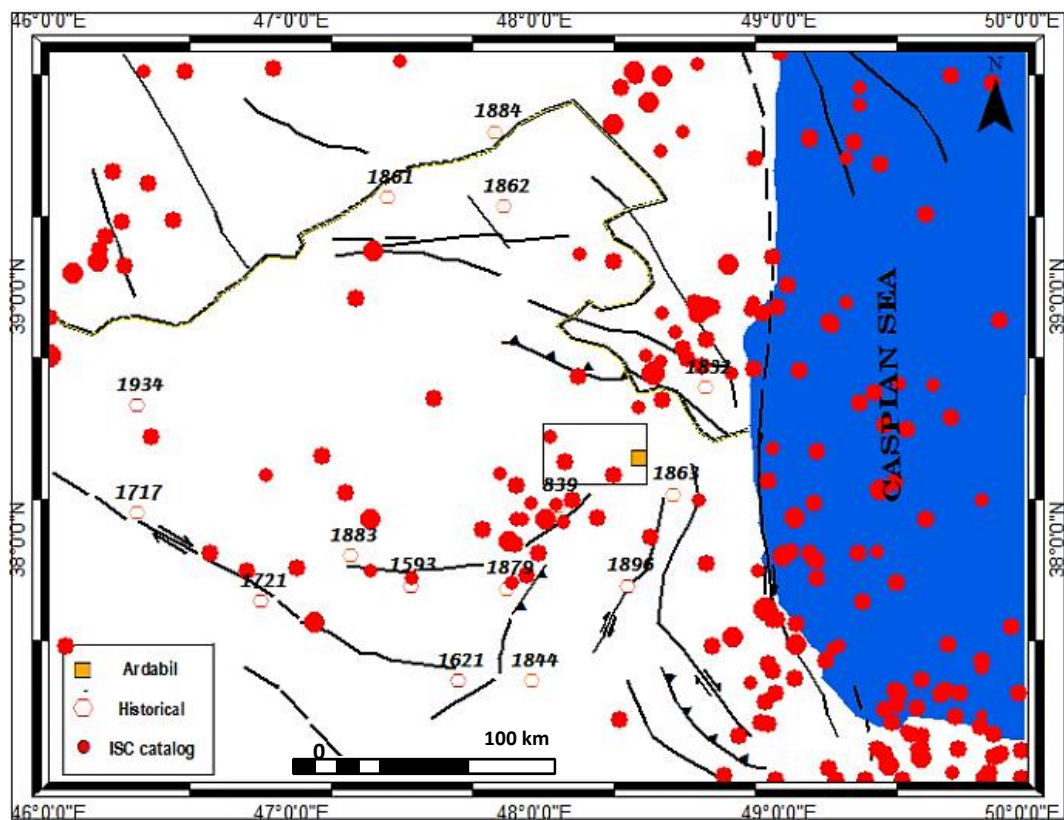 46°0'0"E 47°0'0"E 48°0'0"E 49°0'0"E 50°0'0"E
N
1884
1861
1862
39°0'0"N
39°0'0"N
CASPIAN SEA
1832
1934
1863
839
1717
38°0'0"N
38°0'0"N
1883
1593
1879
1896
1721
1621
1844
Ardabil
Historical
ISC catalog
0
100 km
46°0'0"E 47°0'0"E 48°0'0"E 49°0'0"E 50°0'0"E